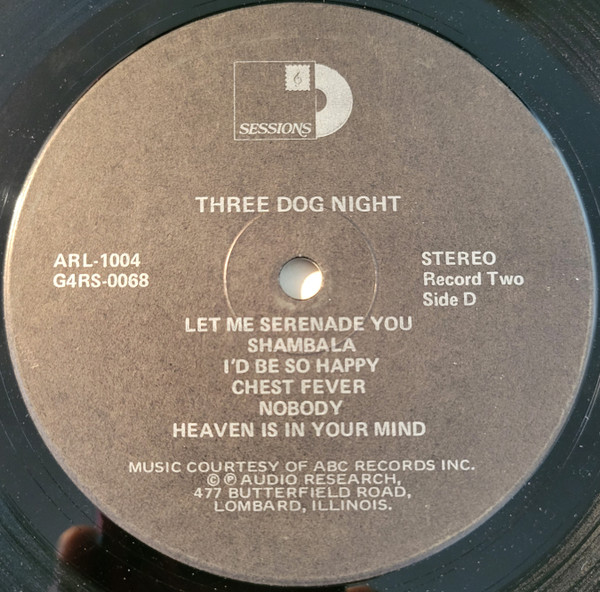 SESSIONS
THREE DOG NIGHT
ARL-1004
G4RS-0068
STEREO
Record Two
Side D
LET ME SERENADE YOU
SHAMBALA
I'D BE SO HAPPY
CHEST FEVER
NOBODY
HEAVEN IS IN YOUR MIND
MUSIC COURTESY OF ABC RECORDS INC.
© ℗ AUDIO RESEARCH,
477 BUTTERFIELD ROAD,
LOMBARD, ILLINOIS.